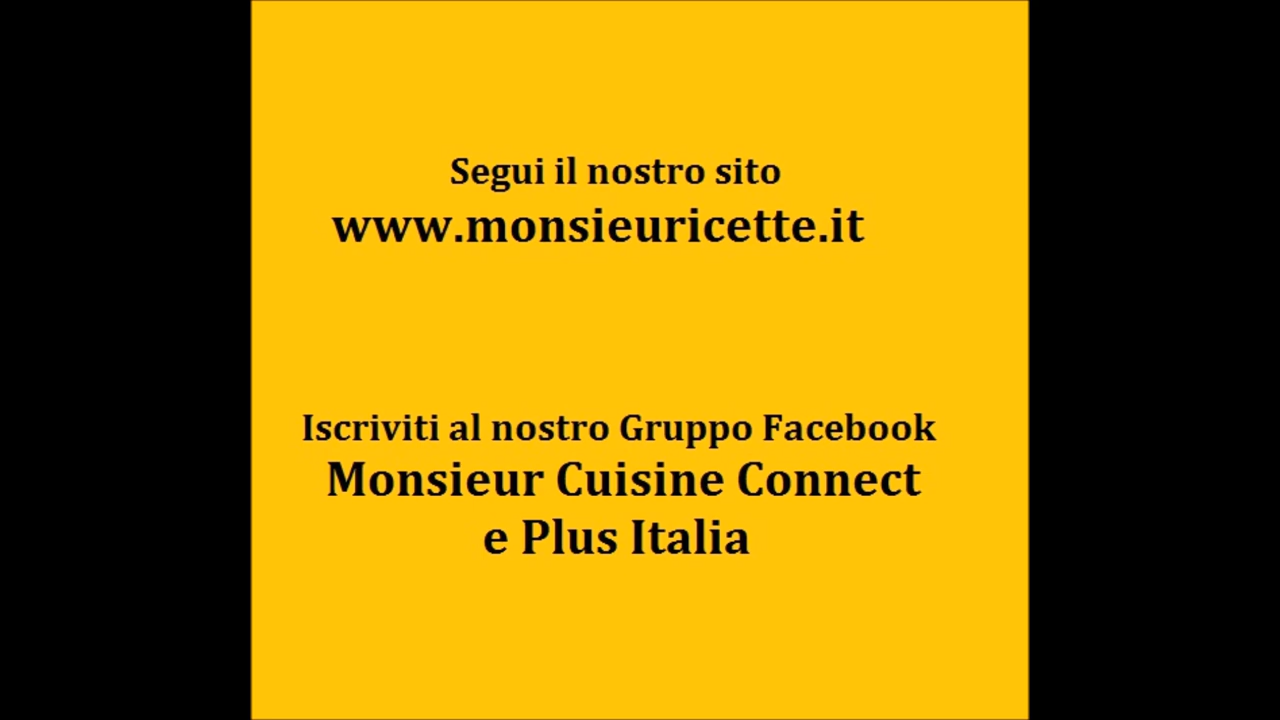 Segui il nostro sito
www.monsieuricette.it
Iscriviti al nostro Gruppo Facebook
Monsieur Cuisine Connect
e Plus Italia